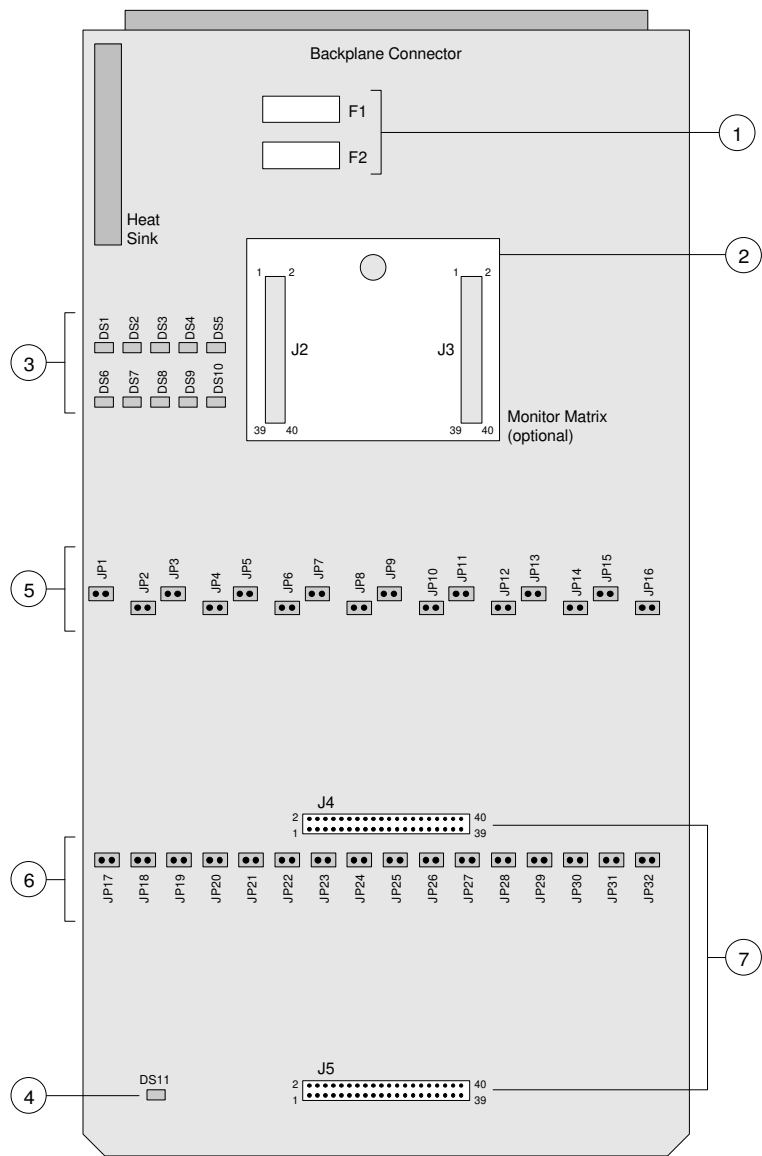 Backplane Connector
F1
1
F2
Heat
Sink
2
1 2
1 2
DS1 DS2 DS3 DS4 DS5
J2
J3
3
DS6 DS7 DS8 DS9 DS10
Monitor Matrix
(optional)
39 40
39 40
JP1 JP2 JP3 JP4 JP5 JP6 JP7 JP8 JP9 JP10 JP11 JP12 JP13 JP14 JP15 JP16
5
J4
2 40
1 39
6
JP17 JP18 JP19 JP20 JP21 JP22 JP23 JP24 JP25 JP26 JP27 JP28 JP29 JP30 JP31 JP32
7
J5
DS11
2 40
1 39
4